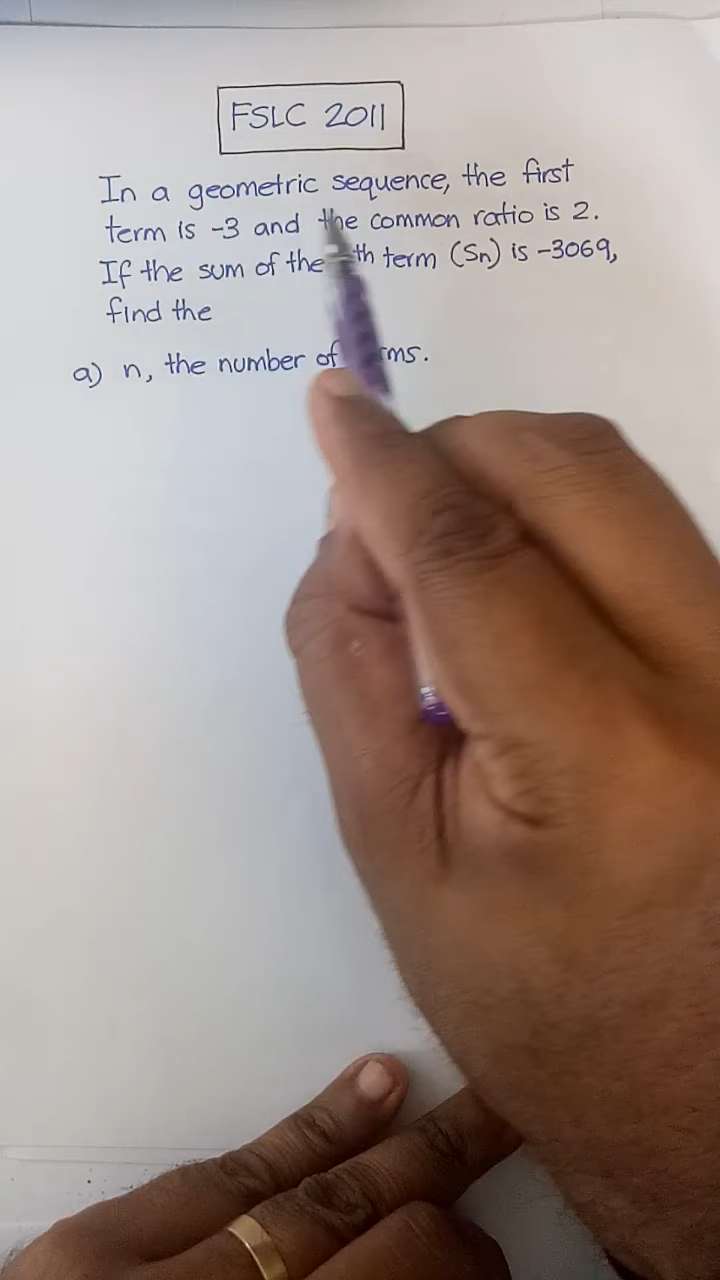 FSLC 2011
In a geometric sequence, the first
term is -3 and the common ratio is 2.
If the sum of the th term (Sn) is -3069,
find the
a) n, the number of